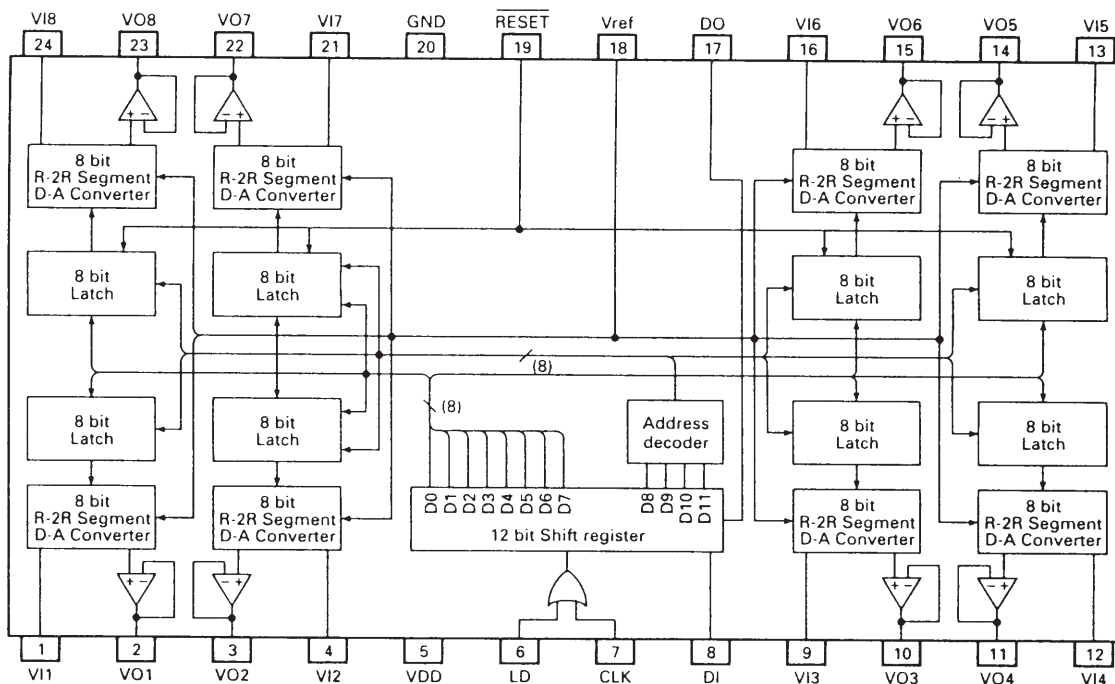 VI8 VO8 VO7 VI7 GND RESET Vref DO VI6 VO6 VO5 VI5
24 23 22 21 20 19 18 17 16 15 14 13
+ - - + + - - +
8 bit
R-2R Segment
D-A Converter
8 bit
R-2R Segment
D-A Converter
8 bit
R-2R Segment
D-A Converter
8 bit
R-2R Segment
D-A Converter
8 bit
Latch
8 bit
Latch
8 bit
Latch
8 bit
Latch
(8)
(8)
8 bit
Latch
8 bit
Latch
Address
decoder
8 bit
Latch
8 bit
Latch
D0 D1 D2 D3 D4 D5 D6 D7 D8 D9 D10 D11
12 bit Shift register
8 bit
R-2R Segment
D-A Converter
8 bit
R-2R Segment
D-A Converter
8 bit
R-2R Segment
D-A Converter
8 bit
R-2R Segment
D-A Converter
+ - - + + - - +
1 2 3 4 5 6 7 8 9 10 11 12
VI1 VO1 VO2 VI2 VDD LD CLK DI VI3 VO3 VO4 VI4